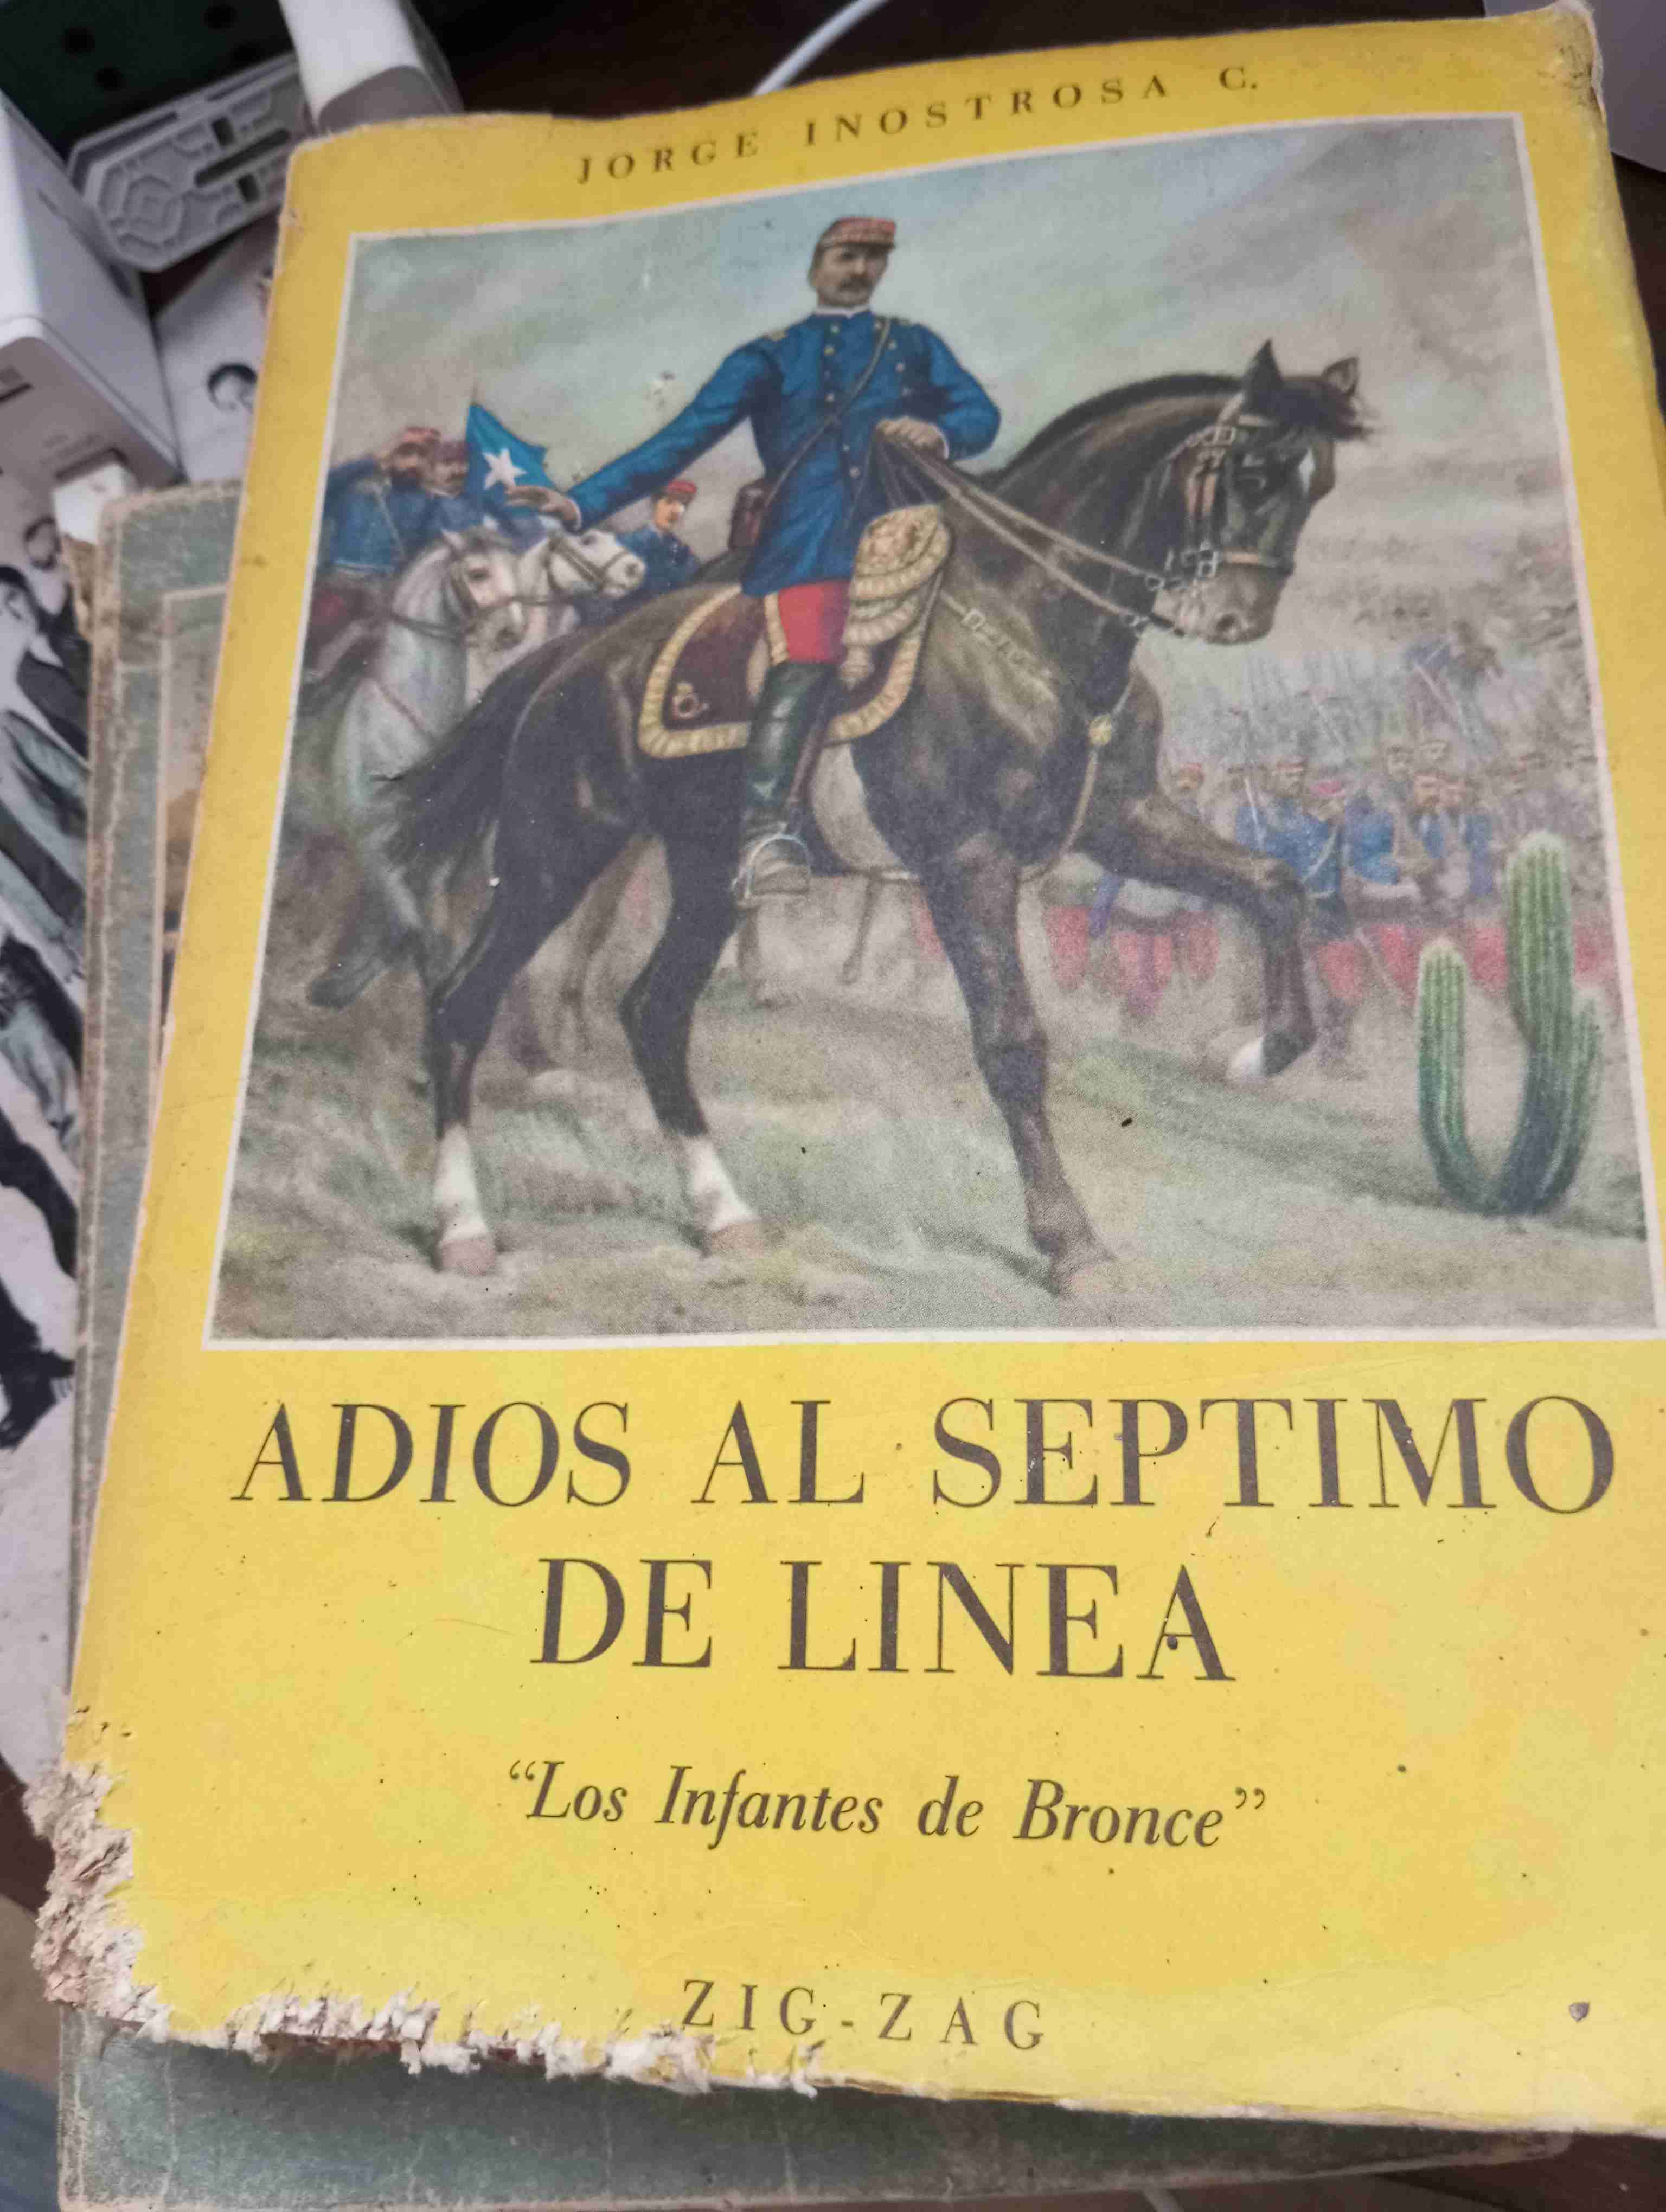 JORGE INOSTROSA C.
ADIOS AL SEPTIMO
DE LINEA
“Los Infantes de Bronce”
ZIG-ZAG